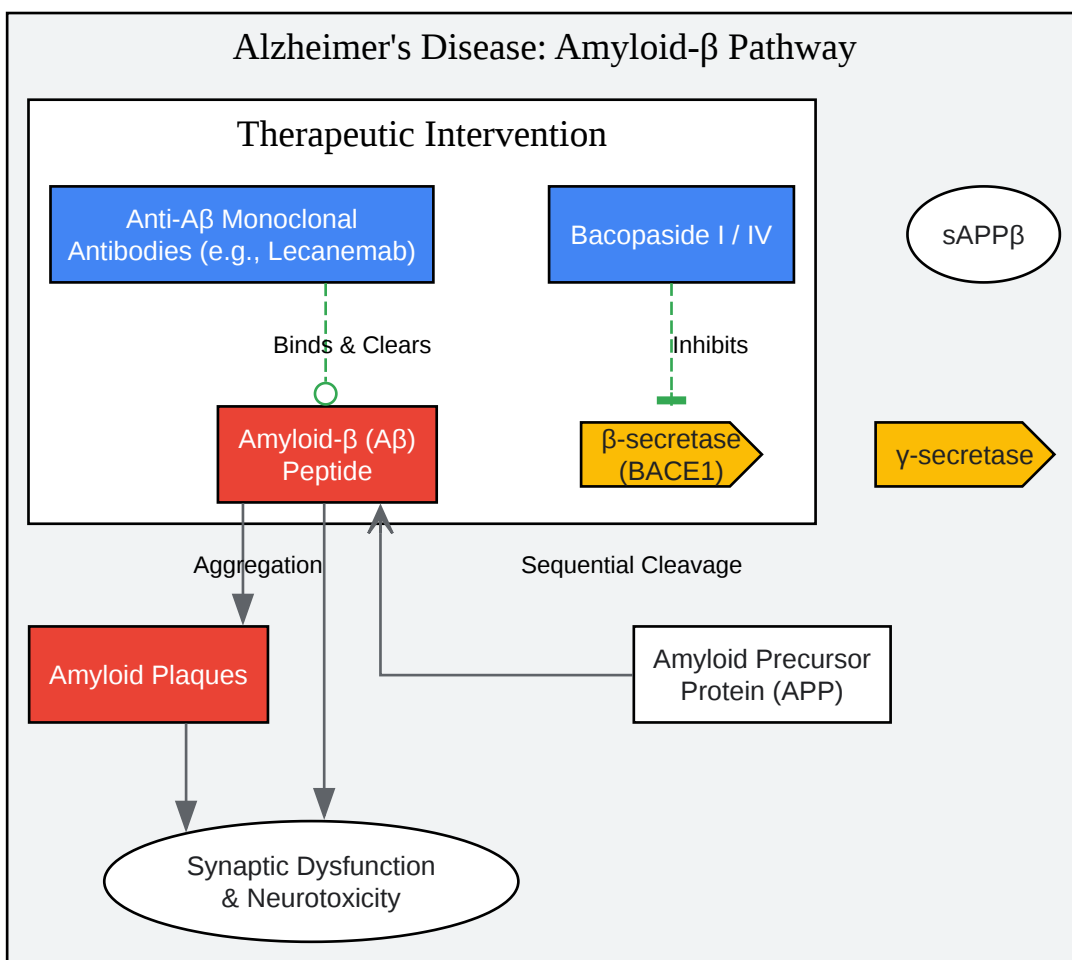 Alzheimer's Disease: Amyloid-β Pathway
Therapeutic Intervention
Anti-Aβ Monoclonal
Antibodies (e.g., Lecanemab)
Bacopaside I / IV
sAPPβ
Binds & Clears
Inhibits
Amyloid-β (Aβ)
Peptide
β-secretase
(BACE1)
γ-secretase
Aggregation
Sequential Cleavage
Amyloid Plaques
Amyloid Precursor
Protein (APP)
Synaptic Dysfunction
& Neurotoxicity